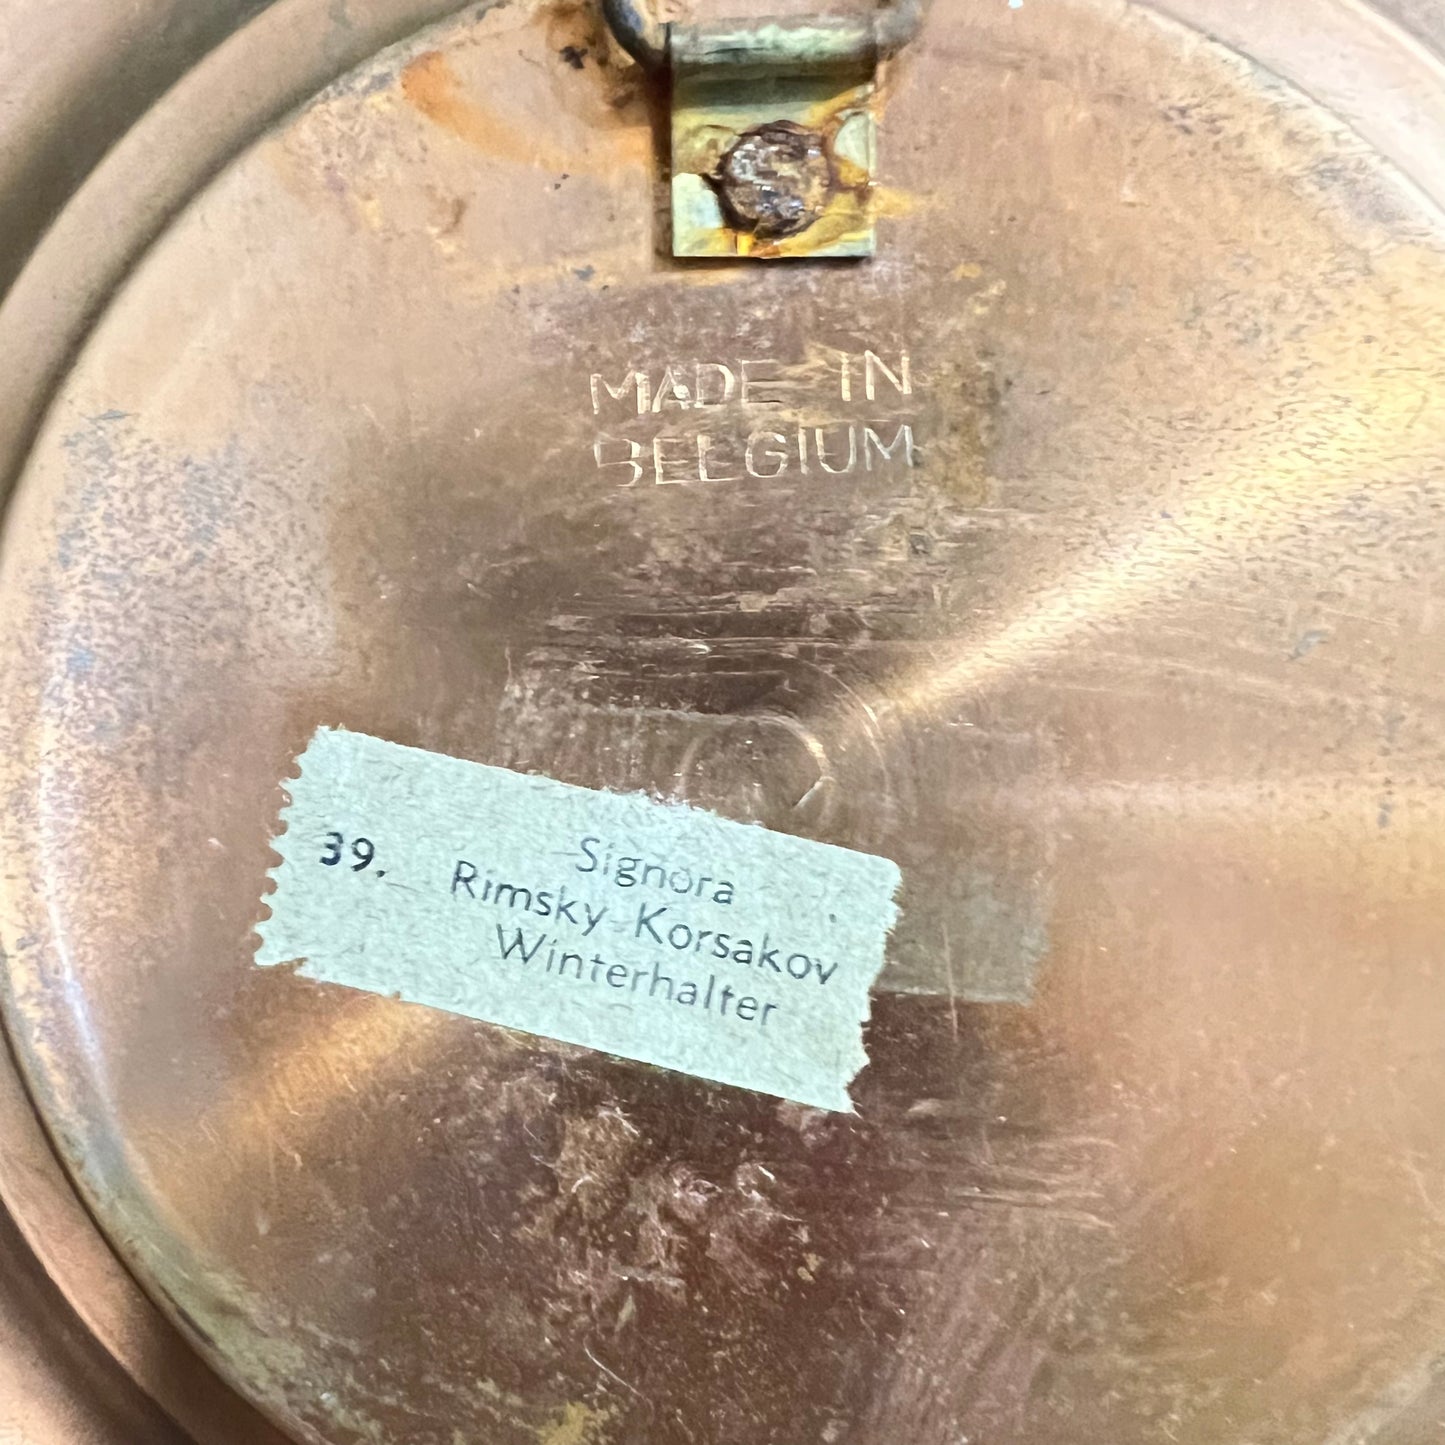 MADE IN
BELGIUM
39. Signora
Rimsky-Korsakov
Winterhalter